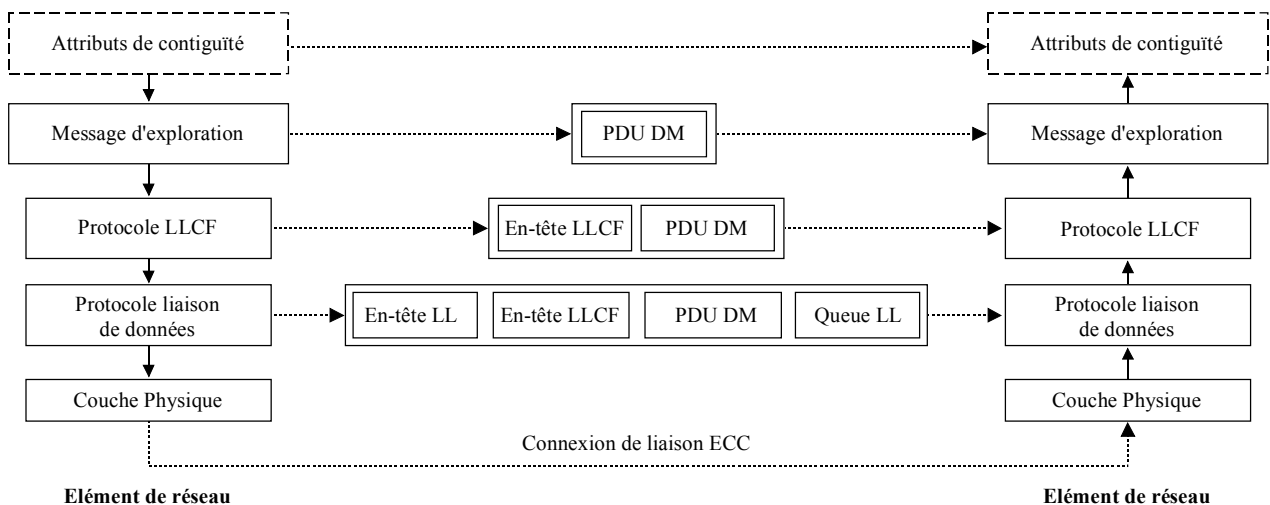 Attributs de contiguïté
Attributs de contiguïté
Message d'exploration
PDU DM
Message d'exploration
Protocole LLCF
En-tête LLCF
PDU DM
Protocole LLCF
Protocole liaison
de données
En-tête LL
En-tête LLCF
PDU DM
Queue LL
Protocole liaison
de données
Couche Physique
Couche Physique
Connexion de liaison ECC
Elément de réseau
Elément de réseau